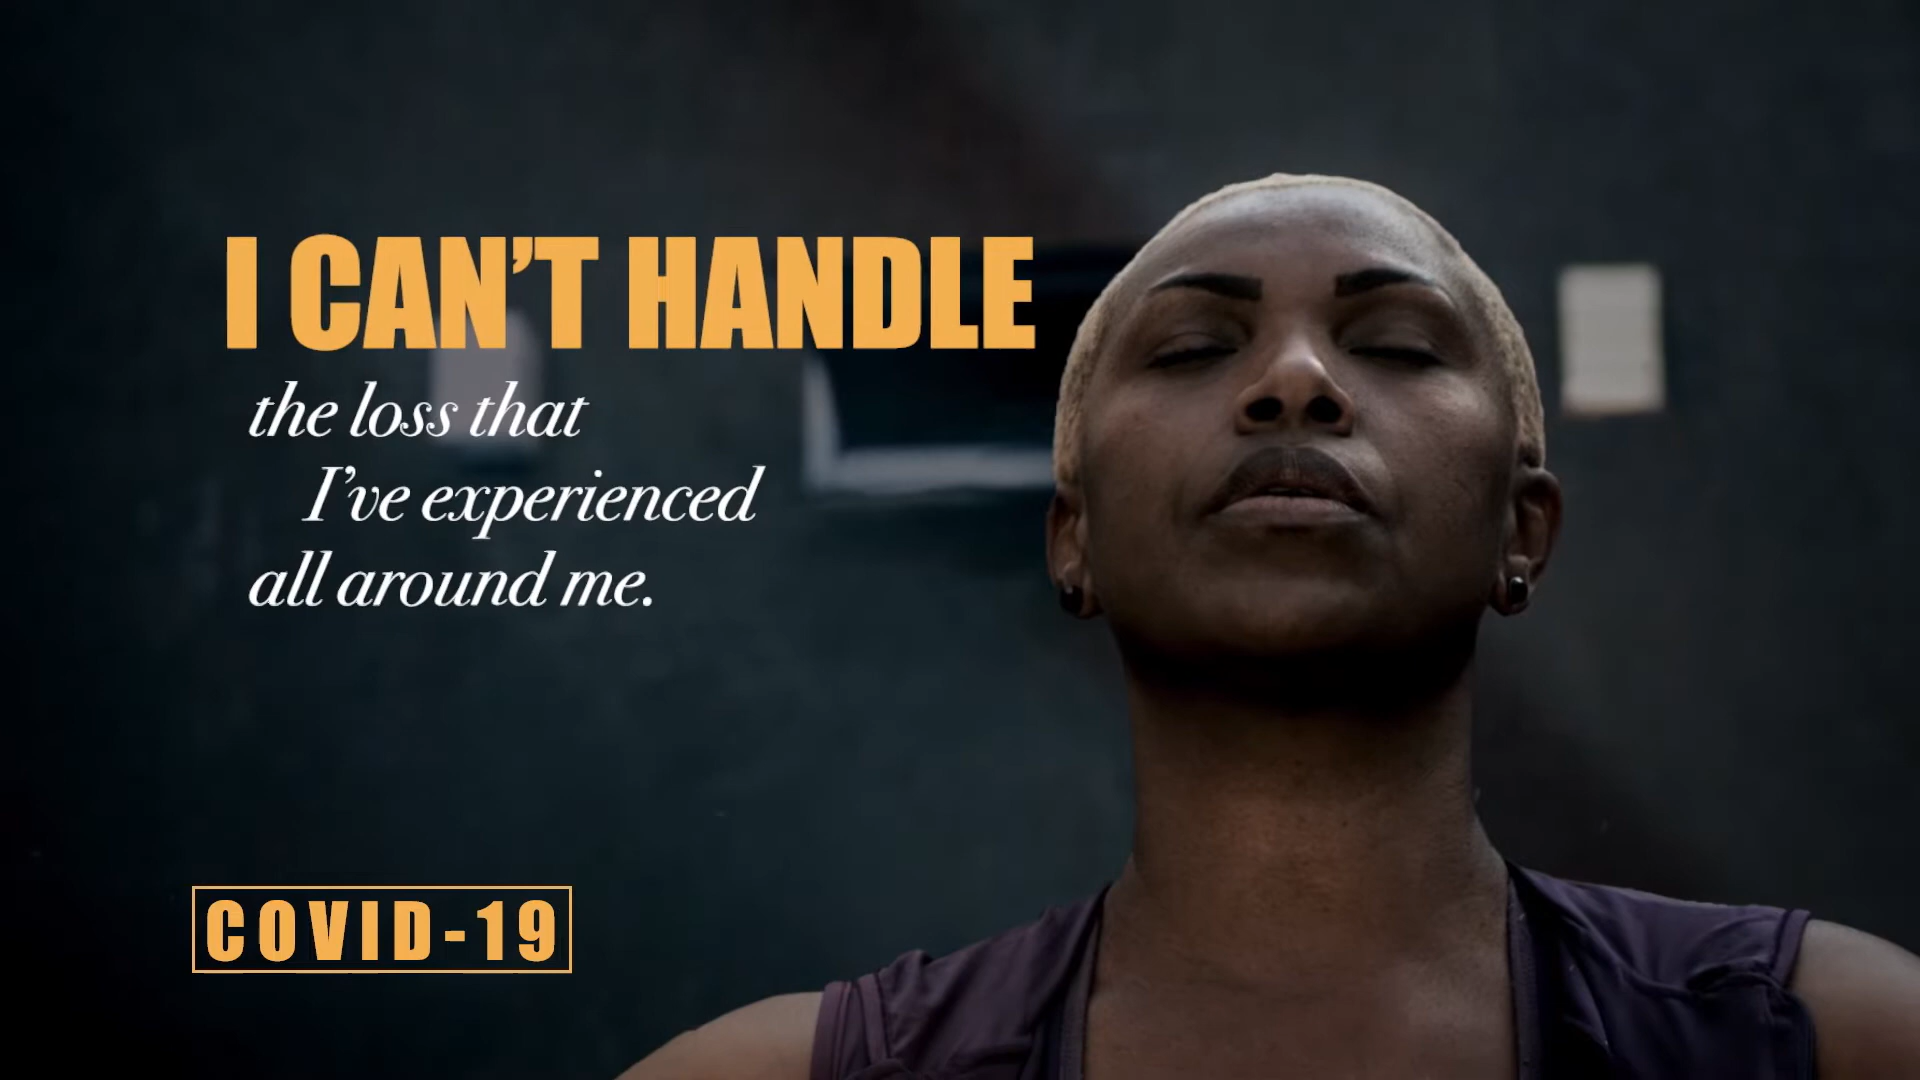 I CAN’T HANDLE
the loss that
I’ve experienced
all around me.
COVID-19